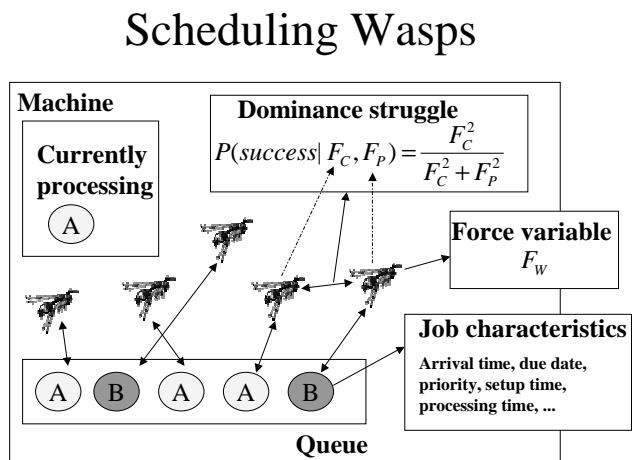 Scheduling Wasps
Machine
Currently
processing
A
Dominance struggle
P(success| F_C, F_P) = F_C^2 / (F_C^2 + F_P^2)
Force variable
F_W
Job characteristics
Arrival time, due date,
priority, setup time,
processing time, ...
A B A A B
Queue